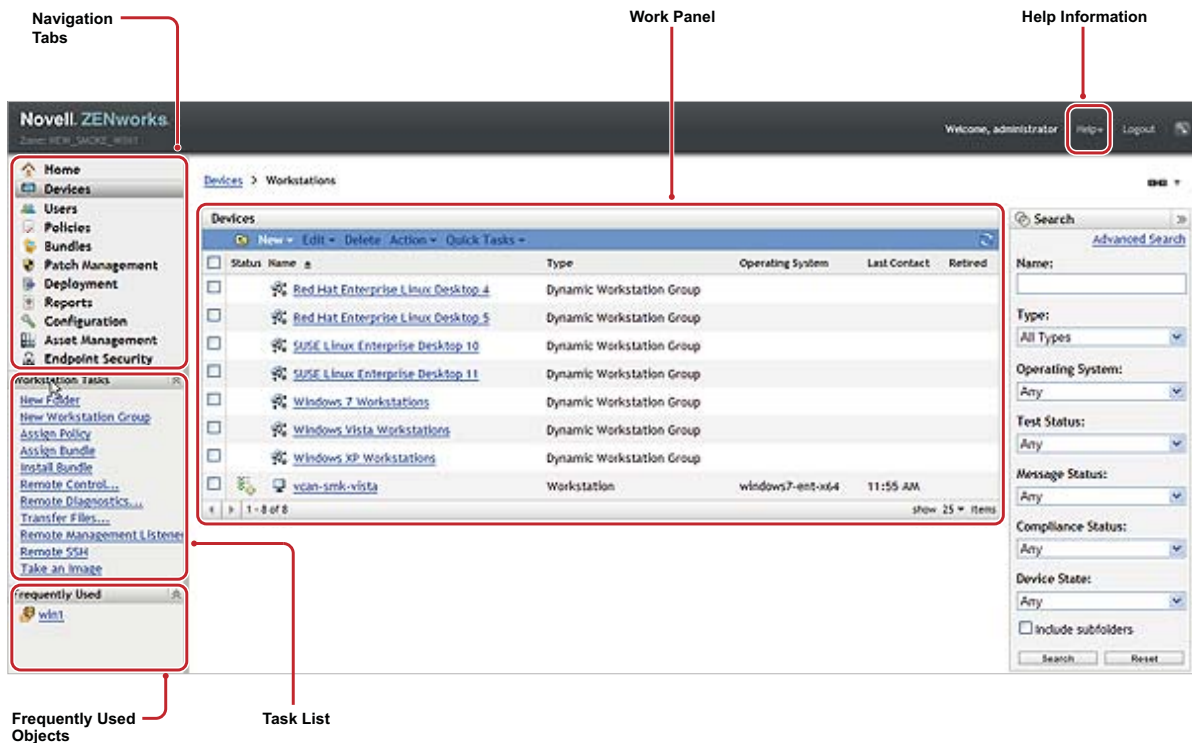 Navigation
Tabs
Work Panel
Help Information
Novell ZENworks
Welcome, administrator
Help
Logout
Home
Devices
Users
Policies
Bundles
Patch Management
Deployment
Reports
Configuration
Asset Management
Endpoint Security
Workstation Tasks
New Folder
New Workstation Group
Assign Policy
Assign Bundle
Install Bundle
Remote Control...
Remote Diagnostics...
Transfer Files...
Remote Management Listener
Remote SSH
Take an Image
Frequently Used
win1
Devices > Workstations
Devices
New Edit Delete Action Quick Tasks
Status Name Type Operating System Last Contact Retired
Red Hat Enterprise Linux Desktop 4 Dynamic Workstation Group
Red Hat Enterprise Linux Desktop 5 Dynamic Workstation Group
SUSE Linux Enterprise Desktop 10 Dynamic Workstation Group
SUSE Linux Enterprise Desktop 11 Dynamic Workstation Group
Windows 7 Workstations Dynamic Workstation Group
Windows Vista Workstations Dynamic Workstation Group
Windows XP Workstations Dynamic Workstation Group
vcan-smk-vista Workstation windows7-ent-x64 11:55 AM
1 - 8 of 8 show 25 items
Search
Advanced Search
Name:
Type:
All Types
Operating System:
Any
Test Status:
Any
Message Status:
Any
Compliance Status:
Any
Device State:
Any
Include subfolders
Search Reset
Frequently Used
Objects
Task List